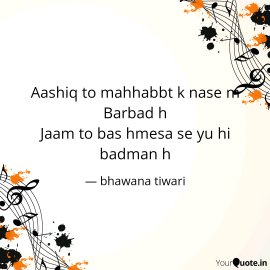 Aashiq to mahhabbt k nase m
Barbad h
Jaam to bas hmesa se yu hi
badman h
— bhawana tiwari
YourQuote.in